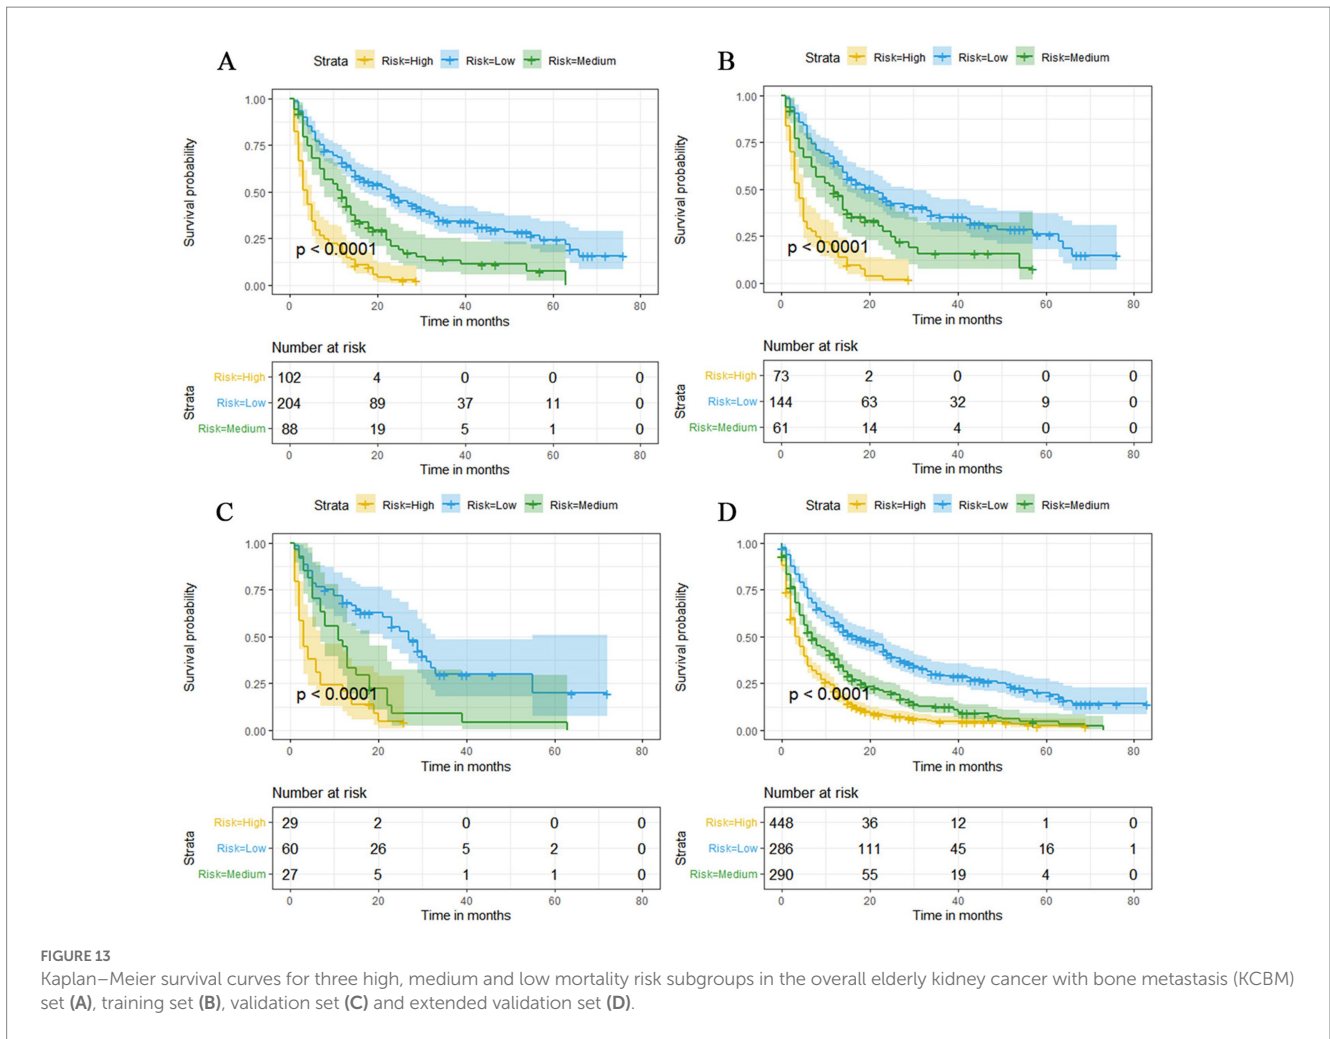 A
Strata Risk=High Risk=Low Risk=Medium
Survival probability
1.00
0.75
0.50
0.25
0.00
p < 0.0001
0 20 40 60 80
Time in months
Number at risk
Strata
Risk=High 102 4 0 0 0
Risk=Low 204 89 37 11 0
Risk=Medium 88 19 5 1 0
0 20 40 60 80
Time in months
B
Strata Risk=High Risk=Low Risk=Medium
Survival probability
1.00
0.75
0.50
0.25
0.00
p < 0.0001
0 20 40 60 80
Time in months
Number at risk
Strata
Risk=High 73 2 0 0 0
Risk=Low 144 63 32 9 0
Risk=Medium 61 14 4 0 0
0 20 40 60 80
Time in months
C
Strata Risk=High Risk=Low Risk=Medium
Survival probability
1.00
0.75
0.50
0.25
0.00
p < 0.0001
0 20 40 60 80
Time in months
Number at risk
Strata
Risk=High 29 2 0 0 0
Risk=Low 60 26 5 2 0
Risk=Medium 27 5 1 1 0
0 20 40 60 80
Time in months
D
Strata Risk=High Risk=Low Risk=Medium
Survival probability
1.00
0.75
0.50
0.25
0.00
p < 0.0001
0 20 40 60 80
Time in months
Number at risk
Strata
Risk=High 448 36 12 1 0
Risk=Low 286 111 45 16 1
Risk=Medium 290 55 19 4 0
0 20 40 60 80
Time in months
FIGURE 13
Kaplan–Meier survival curves for three high, medium and low mortality risk subgroups in the overall elderly kidney cancer with bone metastasis (KCBM)
set (A), training set (B), validation set (C) and extended validation set (D).